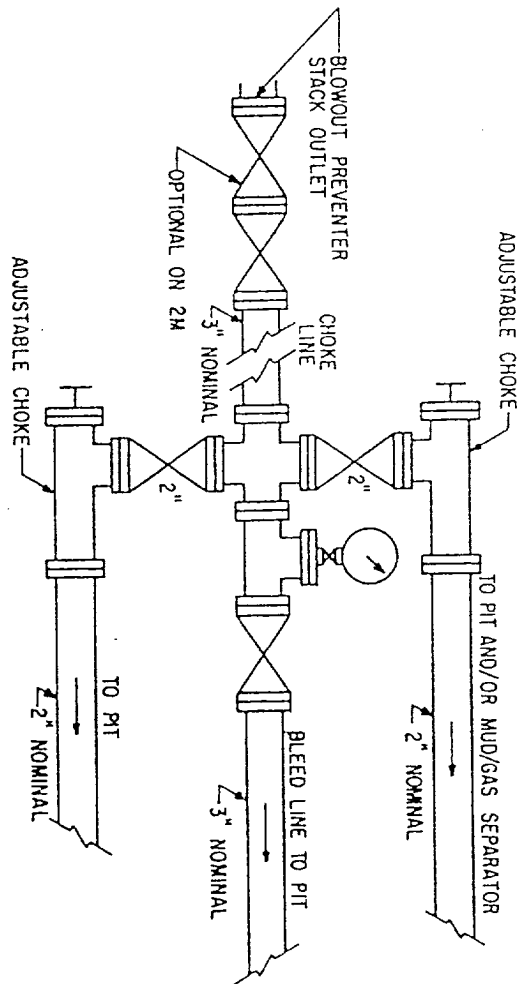 BLOWOUT PREVENTER
STACK OUTLET
OPTIONAL ON 2M
CHOKE
LINE
3" NOMINAL
ADJUSTABLE CHOKE
2"
TO PIT AND/OR MUD/GAS SEPARATOR
2" NOMINAL
BLEED LINE TO PIT
3" NOMINAL
ADJUSTABLE CHOKE
2"
TO PIT
2" NOMINAL